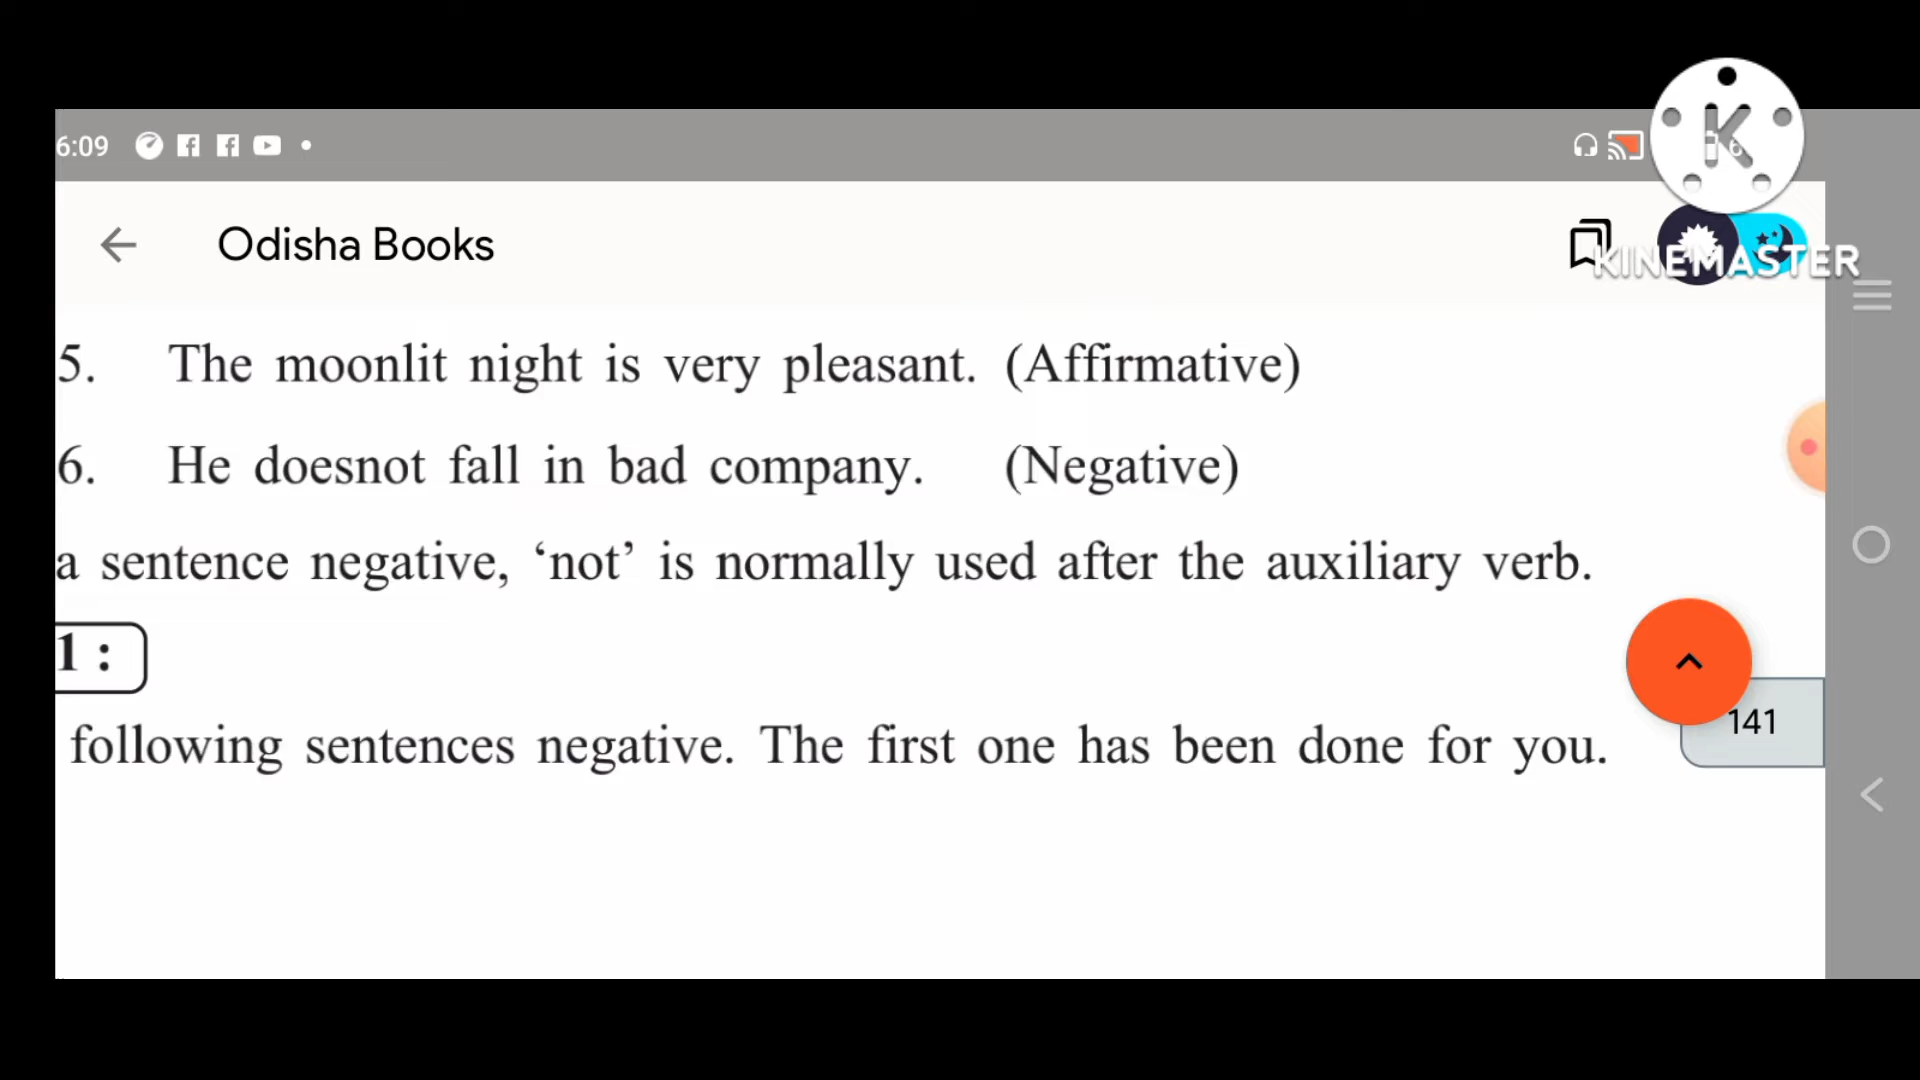 6:09
Odisha Books
KINEMASTER
5. The moonlit night is very pleasant. (Affirmative)
6. He doesnot fall in bad company. (Negative)
a sentence negative, ‘not’ is normally used after the auxiliary verb.
1 :
141
following sentences negative. The first one has been done for you.